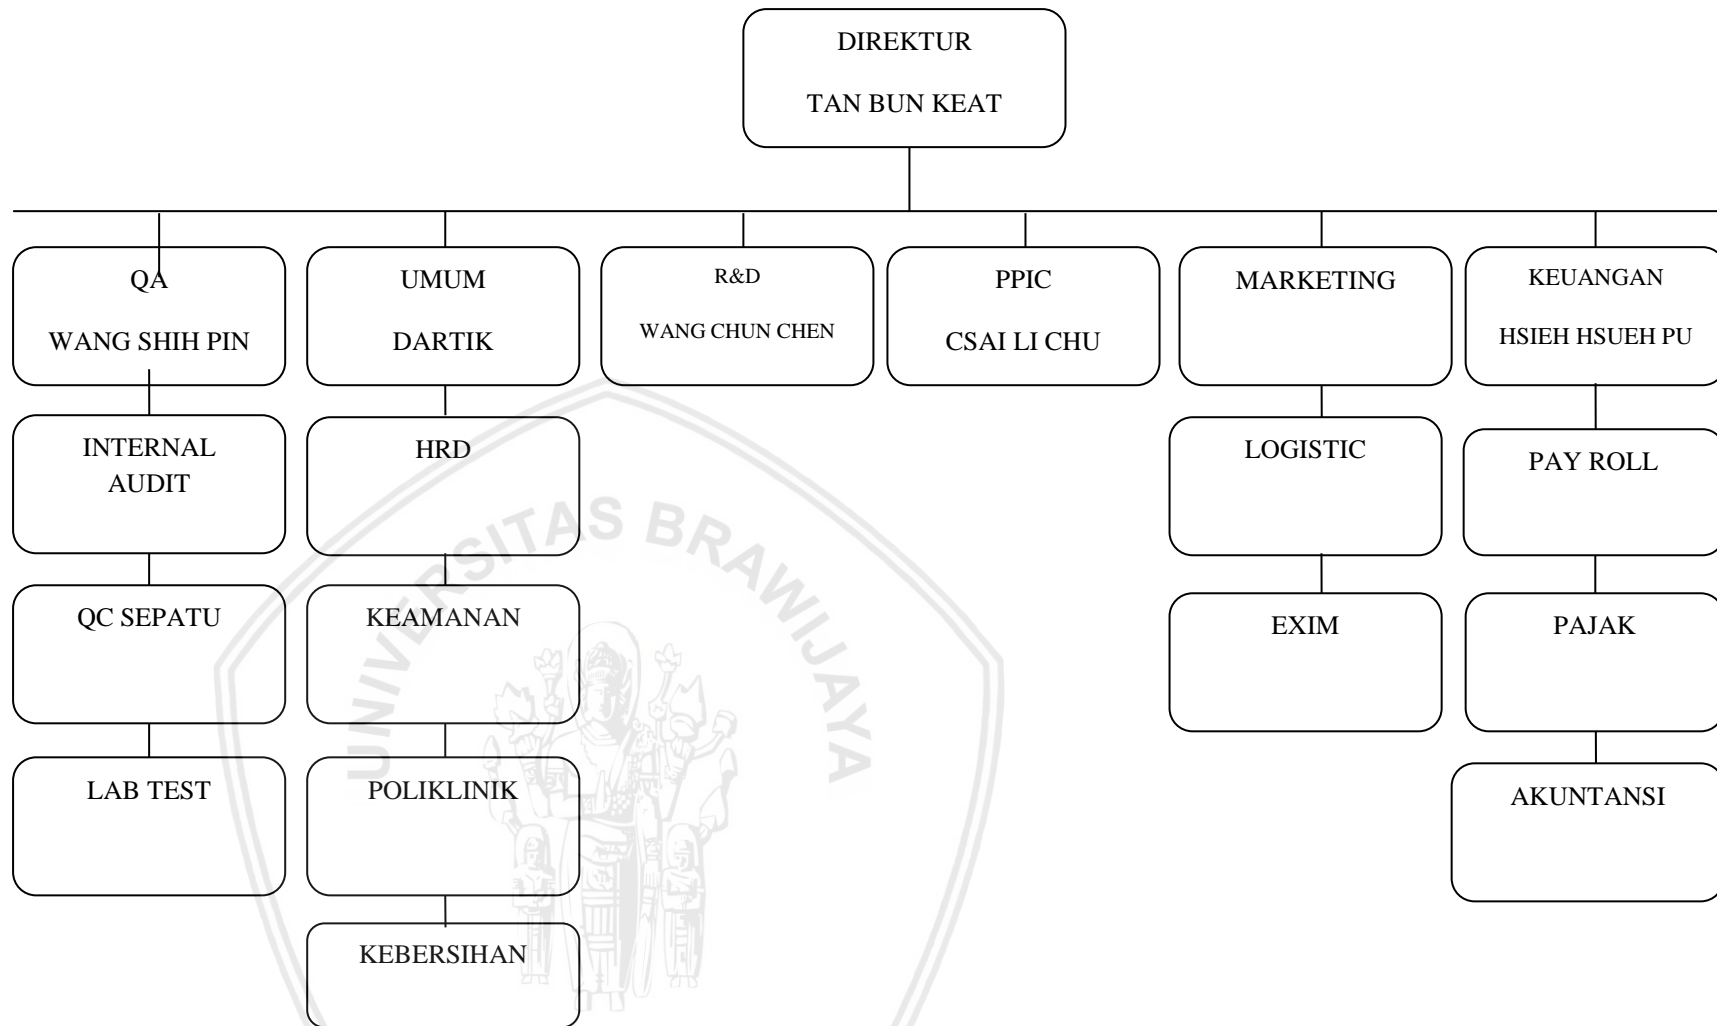 DIREKTUR
TAN BUN KEAT
QA
WANG SHIH PIN
UMUM
DARTIK
R&D
WANG CHUN CHEN
PPIC
CSAI LI CHU
MARKETING
KEUANGAN
HSIEH HSUEH PU
INTERNAL
AUDIT
HRD
LOGISTIC
PAY ROLL
QC SEPATU
KEAMANAN
EXIM
PAJAK
LAB TEST
POLIKLINIK
AKUNTANSI
KEBERSIHAN
UNIVERSITAS BRAWIJAYA